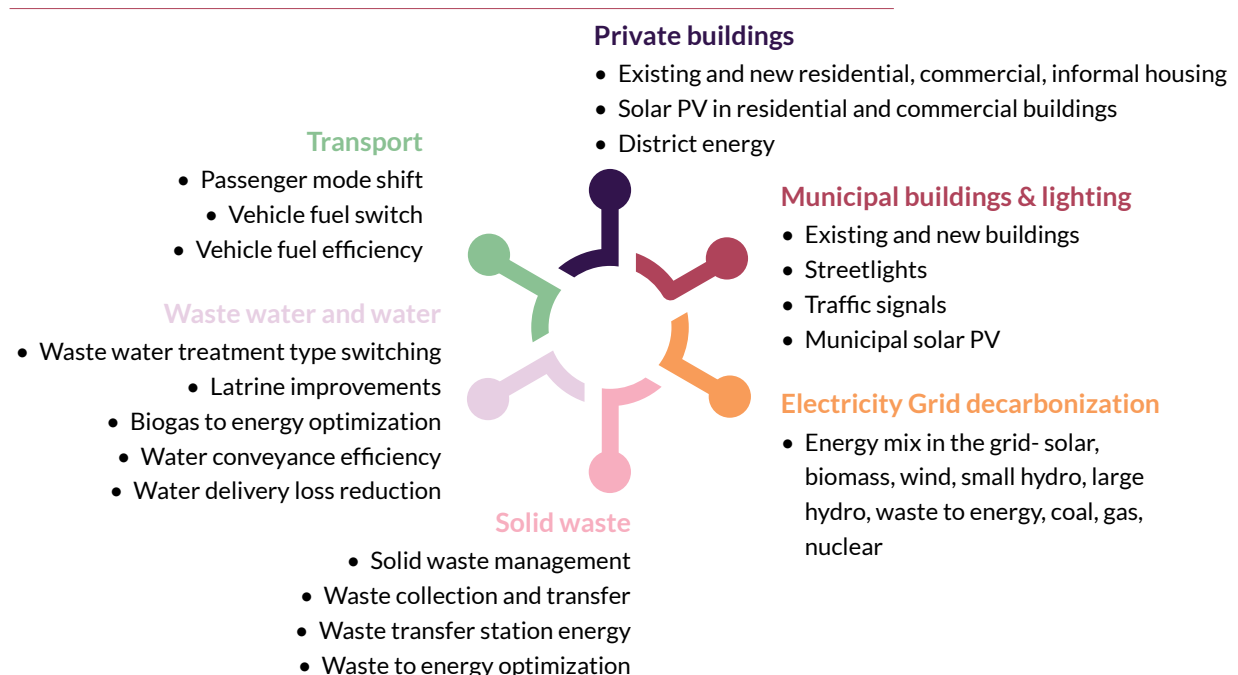 Private buildings
• Existing and new residential, commercial, informal housing
• Solar PV in residential and commercial buildings
• District energy
Transport
• Passenger mode shift
• Vehicle fuel switch
• Vehicle fuel efficiency
Municipal buildings & lighting
• Existing and new buildings
• Streetlights
• Traffic signals
• Municipal solar PV
Waste water and water
• Waste water treatment type switching
• Latrine improvements
• Biogas to energy optimization
• Water conveyance efficiency
• Water delivery loss reduction
Electricity Grid decarbonization
• Energy mix in the grid- solar,
biomass, wind, small hydro, large
hydro, waste to energy, coal, gas,
nuclear
Solid waste
• Solid waste management
• Waste collection and transfer
• Waste transfer station energy
• Waste to energy optimization